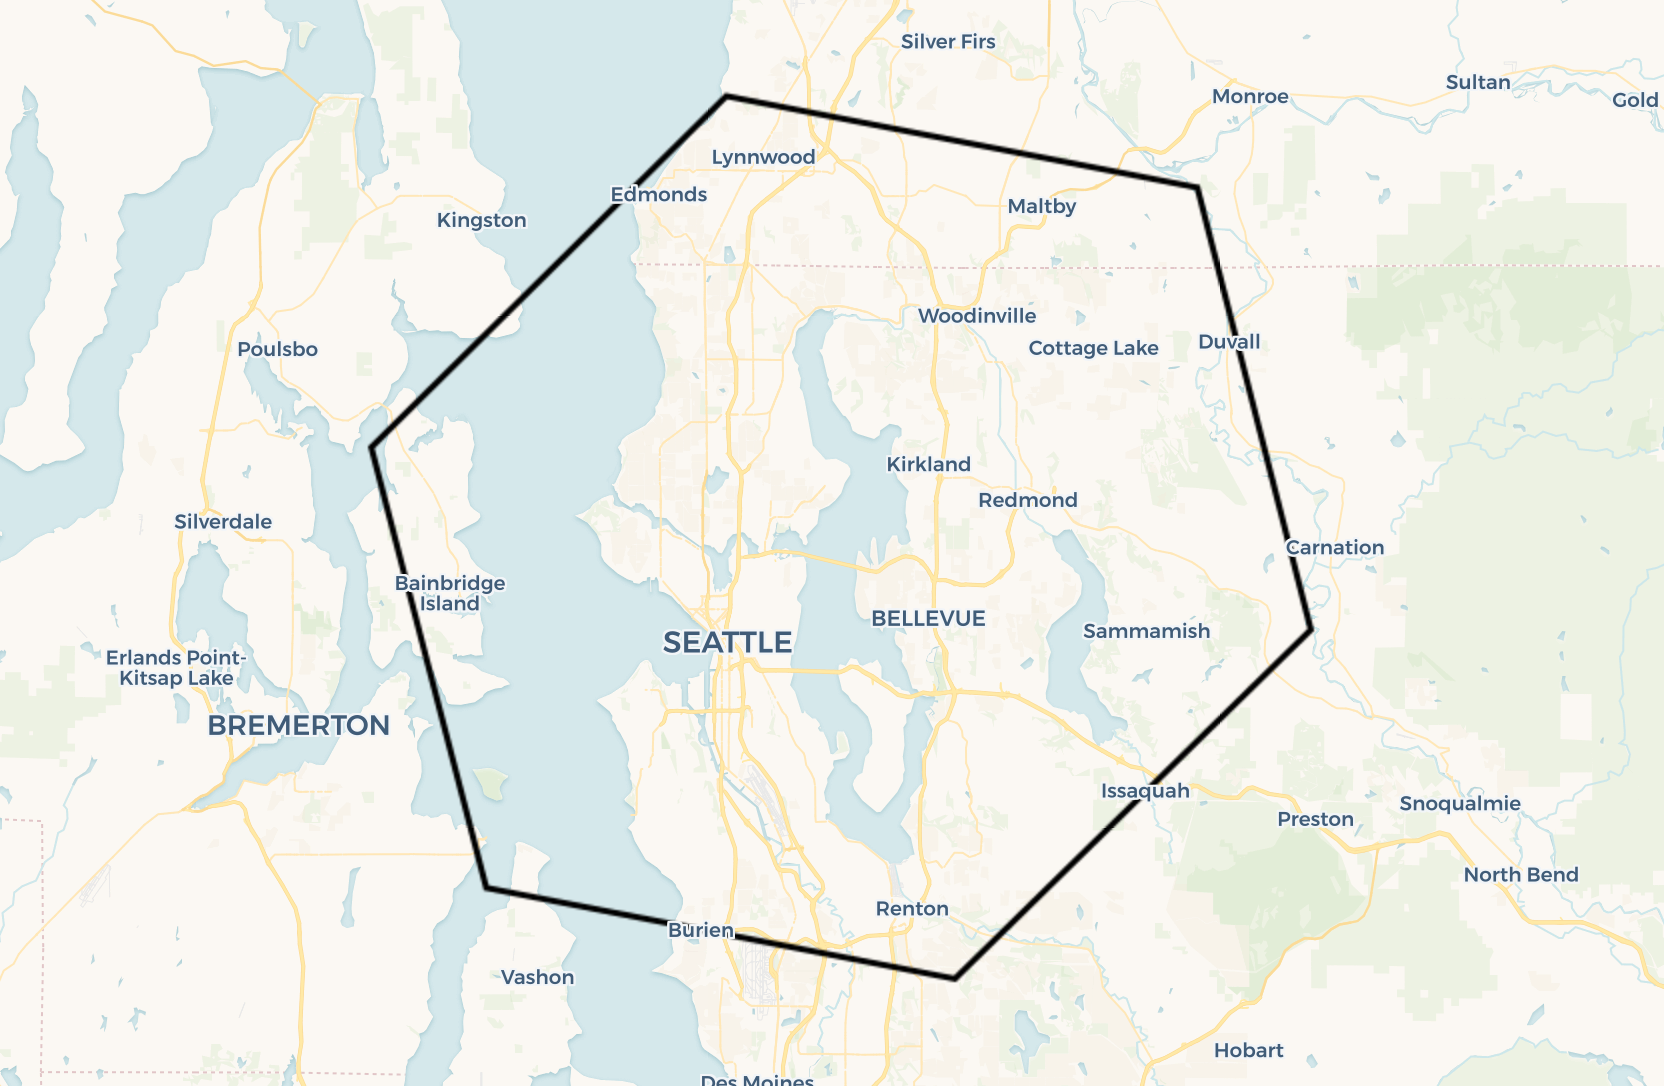 Silver Firs
Sultan
Monroe
Gold
Lynnwood
Edmonds
Maltby
Kingston
Woodinville
Duvall
Cottage Lake
Poulsbo
Kirkland
Redmond
Silverdale
Carnation
Bainbridge
Island
BELLEVUE
Sammamish
SEATTLE
Erlands Point-
Kitsap Lake
BREMERTON
Issaquah
Snoqualmie
Preston
North Bend
Renton
Burien
Vashon
Hobart
Des Moines